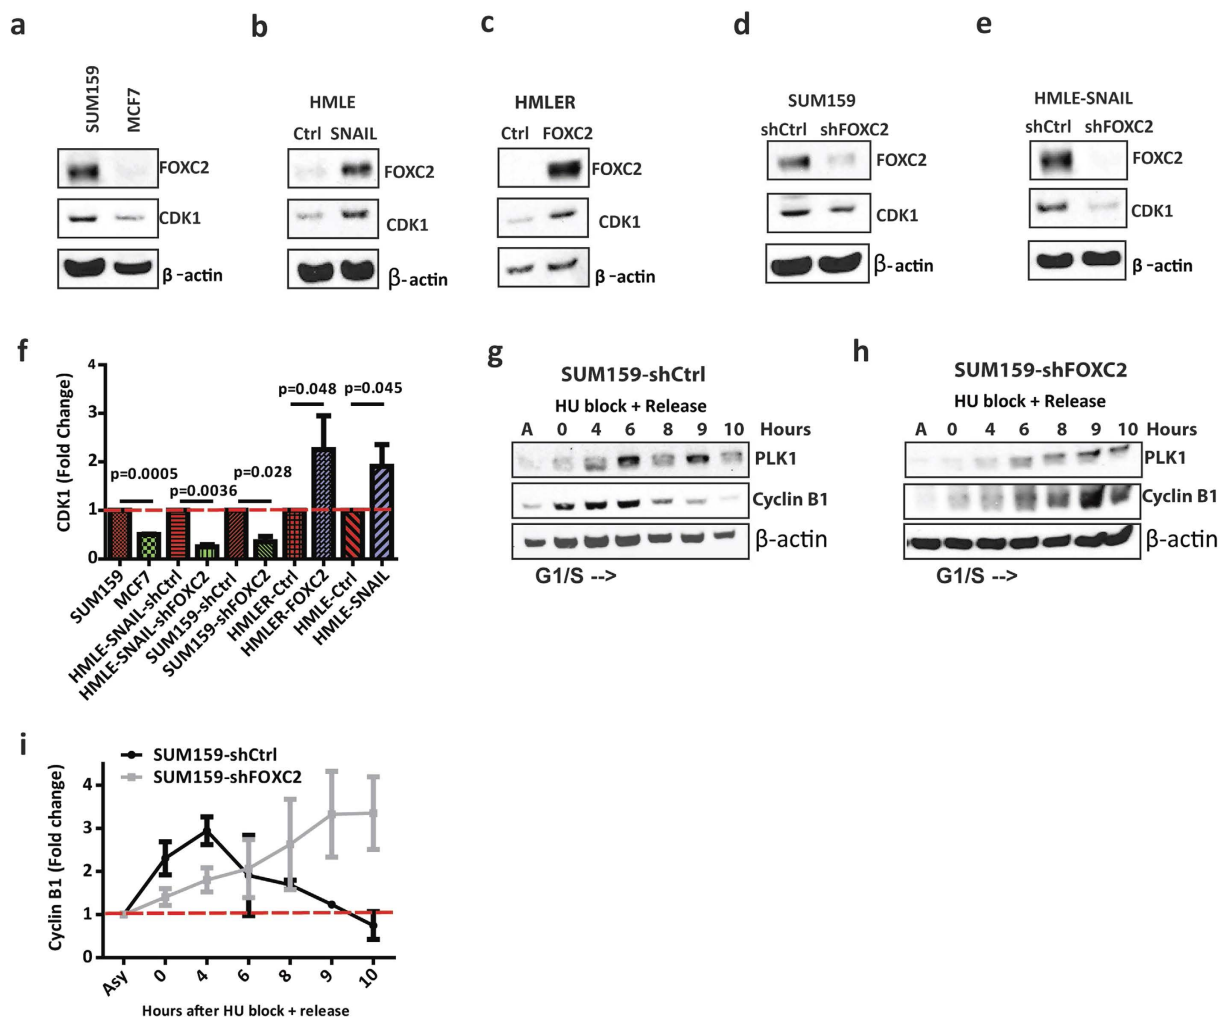 a
SUM159
MCF7
FOXC2
CDK1
β-actin
b
HMLE
Ctrl SNAIL
FOXC2
CDK1
β-actin
c
HMLER
Ctrl FOXC2
FOXC2
CDK1
β-actin
d
SUM159
shCtrl shFOXC2
FOXC2
CDK1
β-actin
e
HMLE-SNAIL
shCtrl shFOXC2
FOXC2
CDK1
β-actin
f
CDK1 (Fold Change)
4
3
2
1
0
p=0.0005
p=0.0036
p=0.028
p=0.048
p=0.045
SUM159
MCF7
HMLE-SNAIL-shCtrl
HMLE-SNAIL-shFOXC2
SUM159-shCtrl
SUM159-shFOXC2
HMLER-Ctrl
HMLER-FOXC2
HMLE-Ctrl
HMLE-SNAIL
g
SUM159-shCtrl
HU block + Release
A 0 4 6 8 9 10 Hours
PLK1
Cyclin B1
β-actin
G1/S -->
h
SUM159-shFOXC2
HU block + Release
A 0 4 6 8 9 10 Hours
PLK1
Cyclin B1
β-actin
G1/S -->
i
SUM159-shCtrl
SUM159-shFOXC2
Cyclin B1 (Fold change)
4
3
2
1
0
Asy 0 4 6 8 9 10
Hours after HU block + release